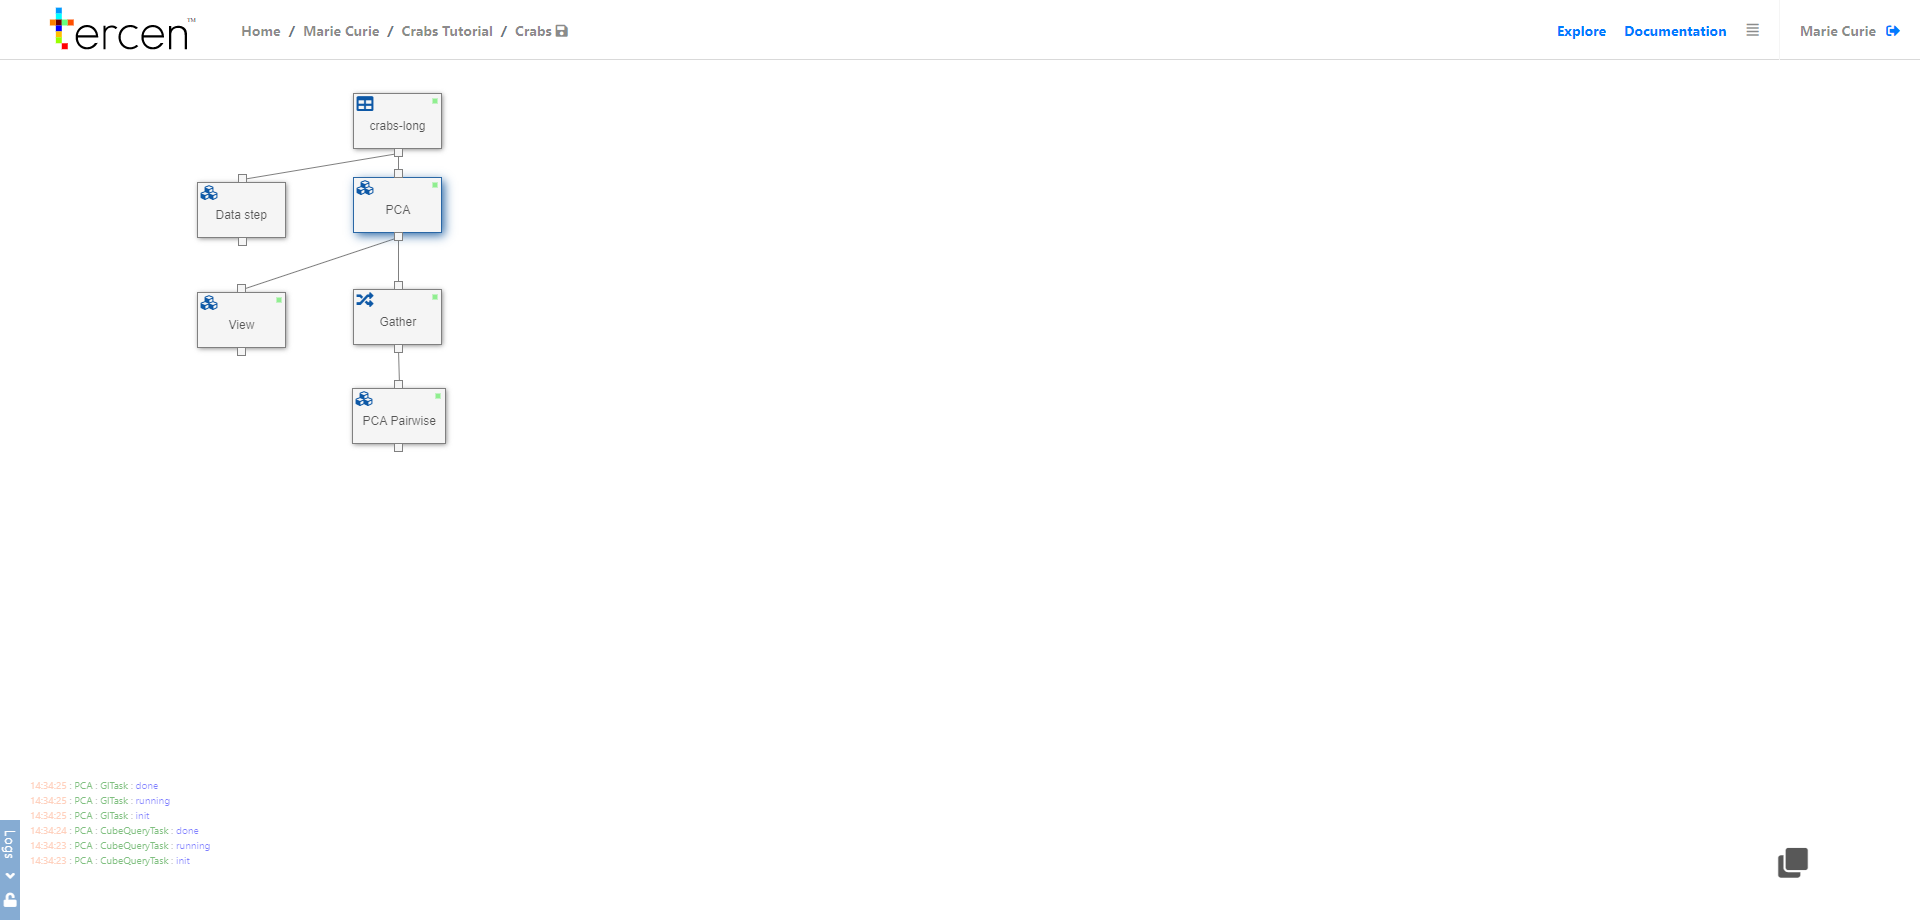 tercen™
Home / Marie Curie / Crabs Tutorial / Crabs
Explore Documentation Marie Curie
crabs-long
Data step
PCA
View
Gather
PCA Pairwise
14:34:25 : PCA : GlTask : done
14:34:25 : PCA : GlTask : running
14:34:25 : PCA : GlTask : init
14:34:24 : PCA : CubeQueryTask : done
14:34:23 : PCA : CubeQueryTask : running
14:34:23 : PCA : CubeQueryTask : init
Logs